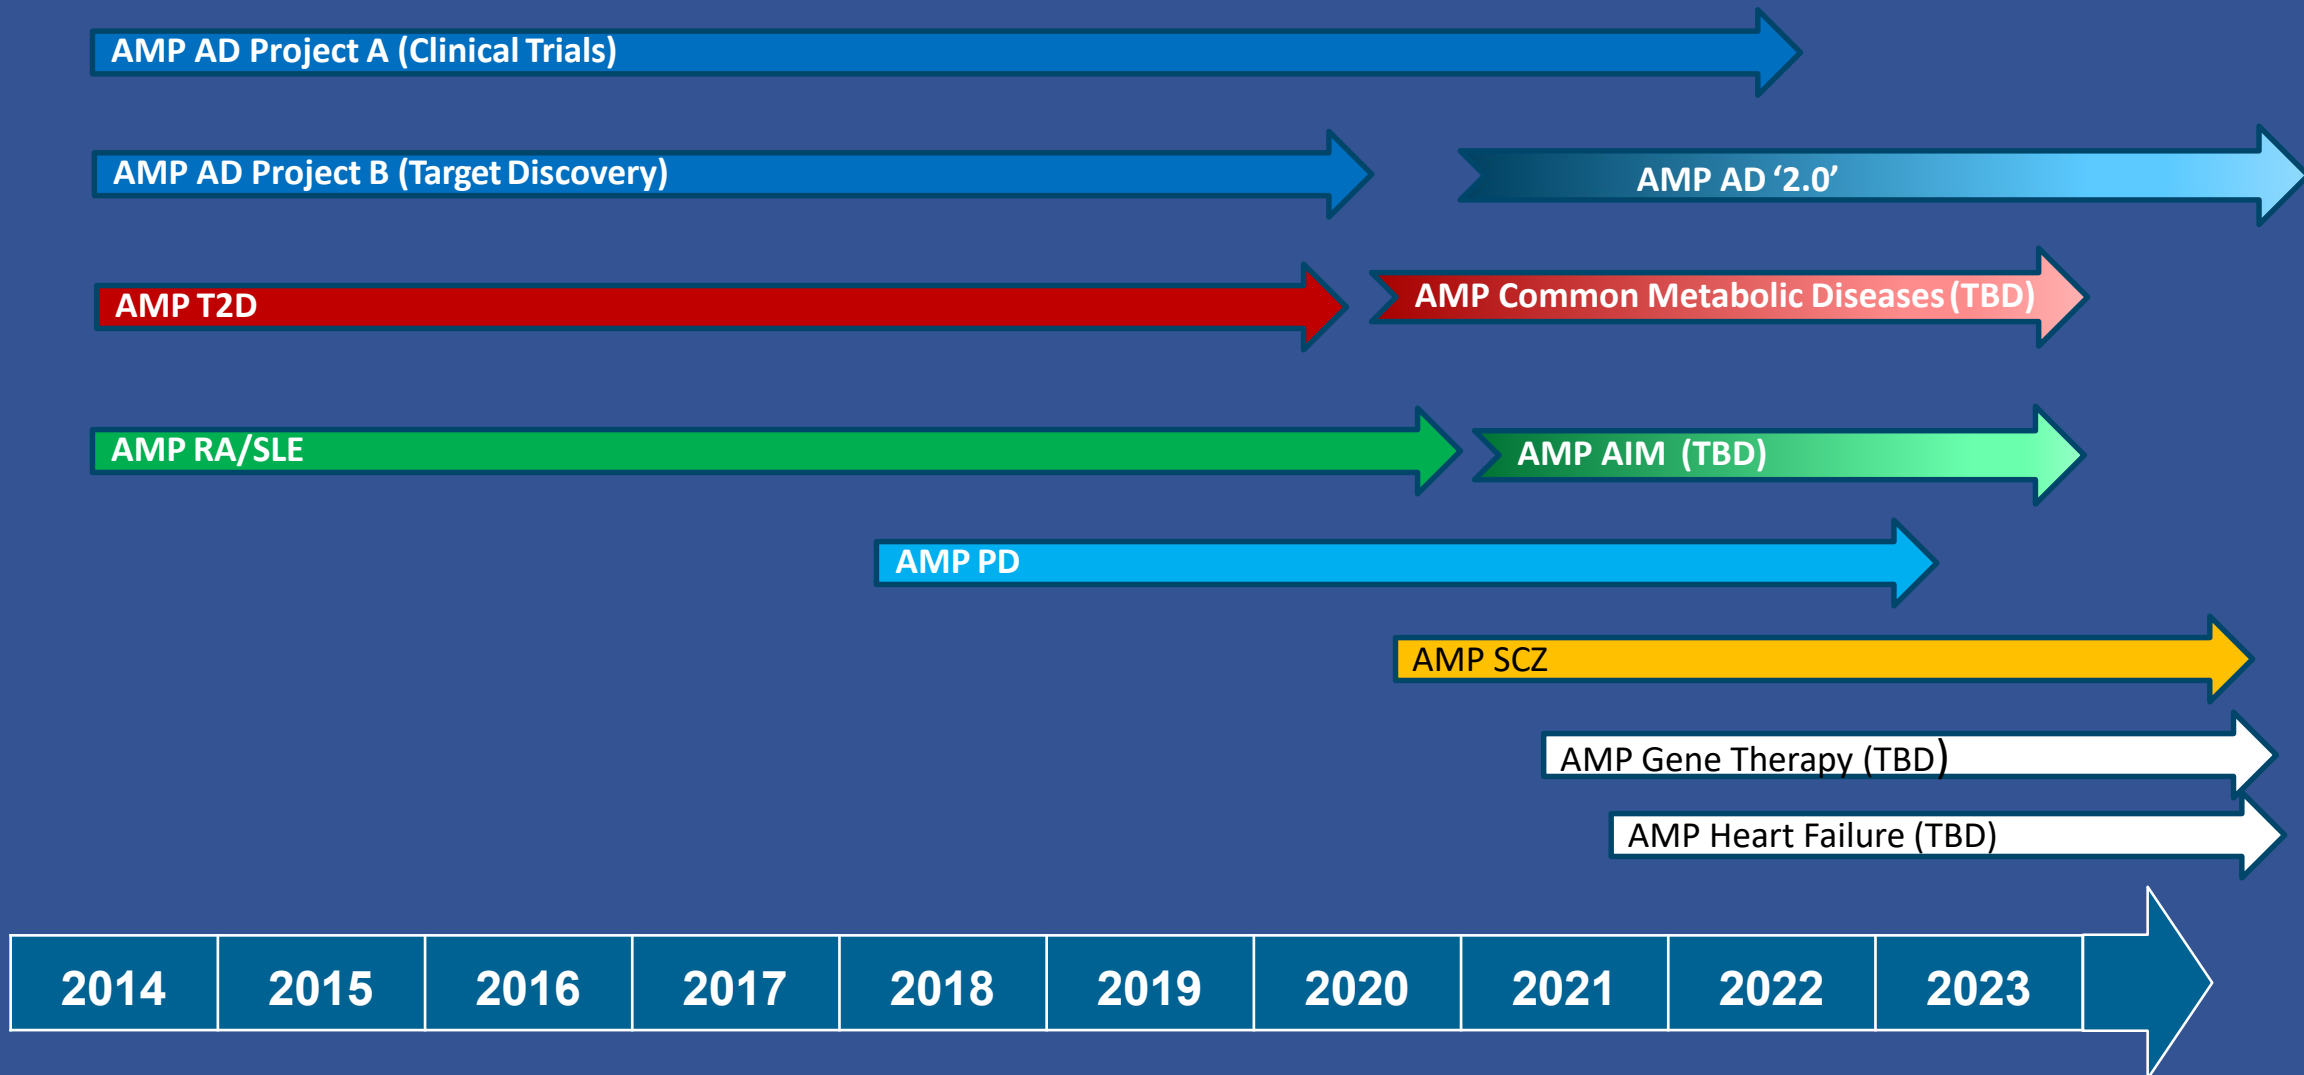 AMP AD Project A (Clinical Trials)
AMP AD Project B (Target Discovery)
AMP AD ‘2.0’
AMP T2D
AMP Common Metabolic Diseases (TBD)
AMP RA/SLE
AMP AIM (TBD)
AMP PD
AMP SCZ
AMP Gene Therapy (TBD)
AMP Heart Failure (TBD)
2014 2015 2016 2017 2018 2019 2020 2021 2022 2023